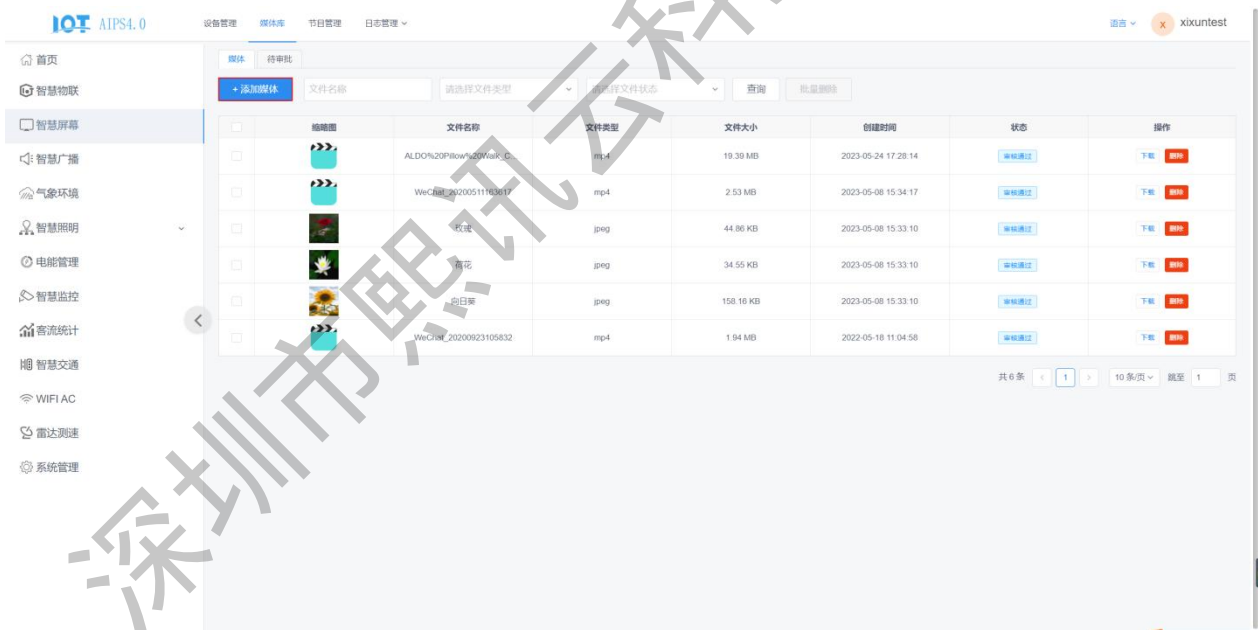 IOT AIPS4.0 设备管理 媒体库 节目管理 日志管理 语言 x xixuntest
首页
智慧物联
智慧屏幕
智慧广播
气象环境
智慧照明
电能管理
智慧监控
客流统计
智慧交通
WIFI AC
雷达测速
系统管理
媒体 待审批
+ 添加媒体 文件名称 请选择文件类型 请选择文件状态 查询 批量删除
缩略图 文件名称 文件类型 文件大小 创建时间 状态 操作
ALDO%20Pillow%20Walk_C... mp4 19.39 MB 2023-05-24 17:28:14 审核通过 下载 删除
WeChat_20200511163617 mp4 2.53 MB 2023-05-08 15:34:17 审核通过 下载 删除
玫瑰 jpeg 44.86 KB 2023-05-08 15:33:10 审核通过 下载 删除
荷花 jpeg 34.55 KB 2023-05-08 15:33:10 审核通过 下载 删除
向日葵 jpeg 158.16 KB 2023-05-08 15:33:10 审核通过 下载 删除
WeChat_20200923105832 mp4 1.94 MB 2022-05-18 11:04:58 审核通过 下载 删除
共 6 条 < 1 > 10 条/页 跳至 1 页
深圳市熙讯云科